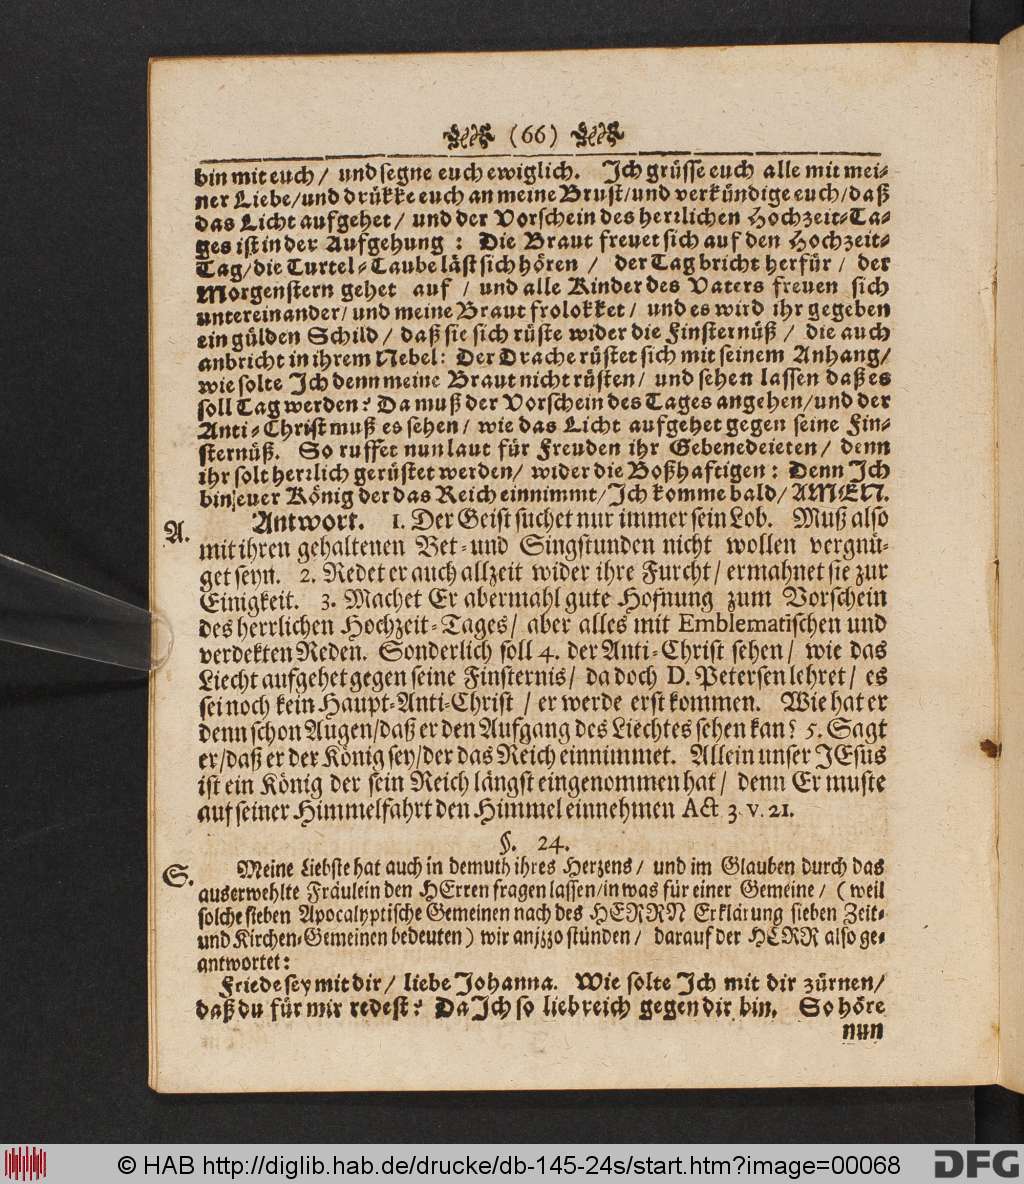 (66)
bin mit euch / und segne euch ewiglich. Ich grüsse euch alle mit mei-
ner Liebe/und drükke euch an meine Brust/und verkündige euch/daß
das Licht aufgehet / und der Vorschein des herrlichen Hochzeit-Ta-
ges ist in der Aufgehung : Die Braut freuet sich auf den Hochzeit-
Tag/die Turtel-Taube läst sich hören / der Tag bricht herfür / der
Morgenstern gehet auf / und alle Kinder des Vaters freuen sich
untereinander/ und meine Braut frolokket / und es wird ihr gegeben
ein gülden Schild / daß sie sich rüste wider die Finsternüß / die auch
anbricht in ihrem Nebel: Der Drache rüstet sich mit seinem Anhang/
wie solte Ich denn meine Braut nicht rüsten/ und sehen lassen daß es
soll Tag werden? Da muß der Vorschein des Tages angehen/und der
Anti-Christ muß es sehen/ wie das Licht aufgehet gegen seine Fin-
sternüß. So ruffet nun laut für Freuden ihr Gebenedeieten/ denn
ihr solt herrlich gerüstet werden/ wider die Boßhaftigen: Denn Ich
bin euer König der das Reich einnimmt/Ich komme bald/ AMEN.
A. Antwort. 1. Der Geist suchet nur immer sein Lob. Muß also
mit ihren gehaltenen Bet- und Singstunden nicht wollen vergnü-
get seyn. 2. Redet er auch allzeit wider ihre Furcht/ ermahnet sie zur
Einigkeit. 3. Machet Er abermahl gute Hofnung zum Vorschein
des herrlichen Hochzeit-Tages/ aber alles mit Emblematischen und
verdekten Reden. Sonderlich soll 4. der Anti-Christ sehen/ wie das
Liecht aufgehet gegen seine Finsternis/ da doch D. Petersen lehret/ es
sei noch kein Haupt-Anti-Christ / er werde erst kommen. Wie hat er
denn schon Augen/daß er den Aufgang des Liechtes sehen kan? 5. Sagt
er/daß er der König sey/der das Reich einnimmet. Allein unser JEsus
ist ein König der sein Reich längst eingenommen hat/ denn Er muste
auf seiner Himmelfahrt den Himmel einnehmen Act 3. v. 21.
§. 24.
S. Meine Liebste hat auch in demuth ihres Herzens/ und im Glauben durch das
auserwehlte Fräulein den HErren fragen lassen/in was für einer Gemeine/ (weil
solche sieben Apocalyptische Gemeinen nach des HERRN Erklärung sieben Zeit-
und Kirchen-Gemeinen bedeuten) wir anjzzo stünden/ darauf der HERR also ge-
antwortet:
Friede sey mit dir/ liebe Johanna. Wie solte Ich mit dir zürnen/
daß du für mir redest? Da Ich so liebreich gegen dir bin. So höre
nun
© HAB http://diglib.hab.de/drucke/db-145-24s/start.htm?image=00068
DFG